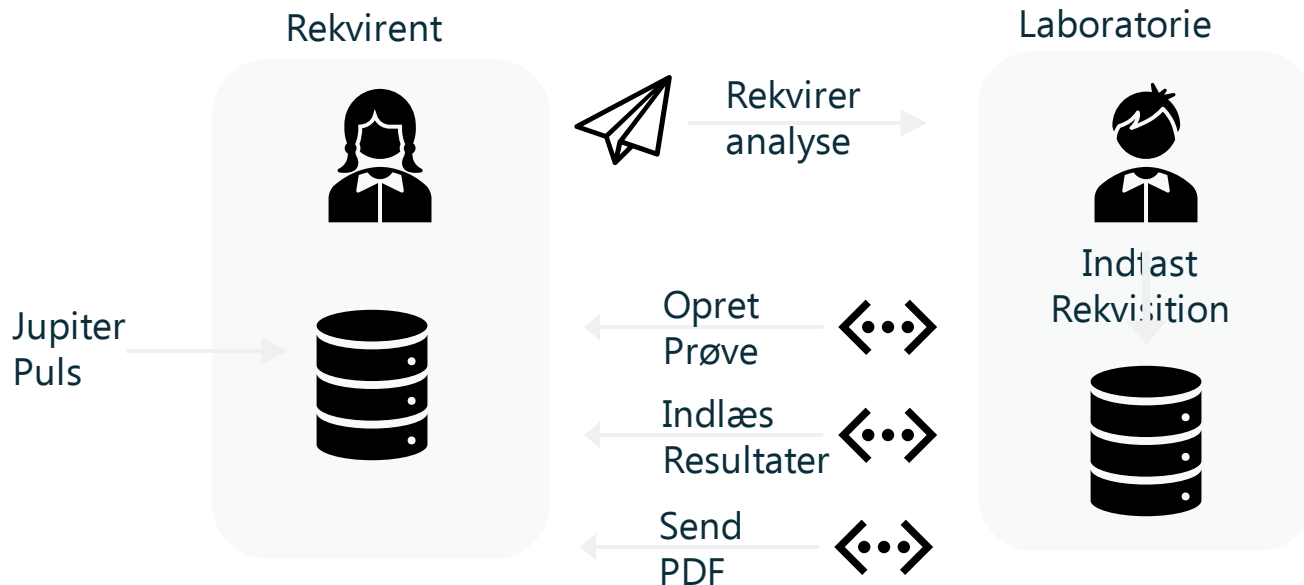 Rekvirent
Laboratorie
Rekvirer
analyse
Indtast
Rekvisition
Jupiter
Puls
Opret
Prøve
Indlæs
Resultater
Send
PDF